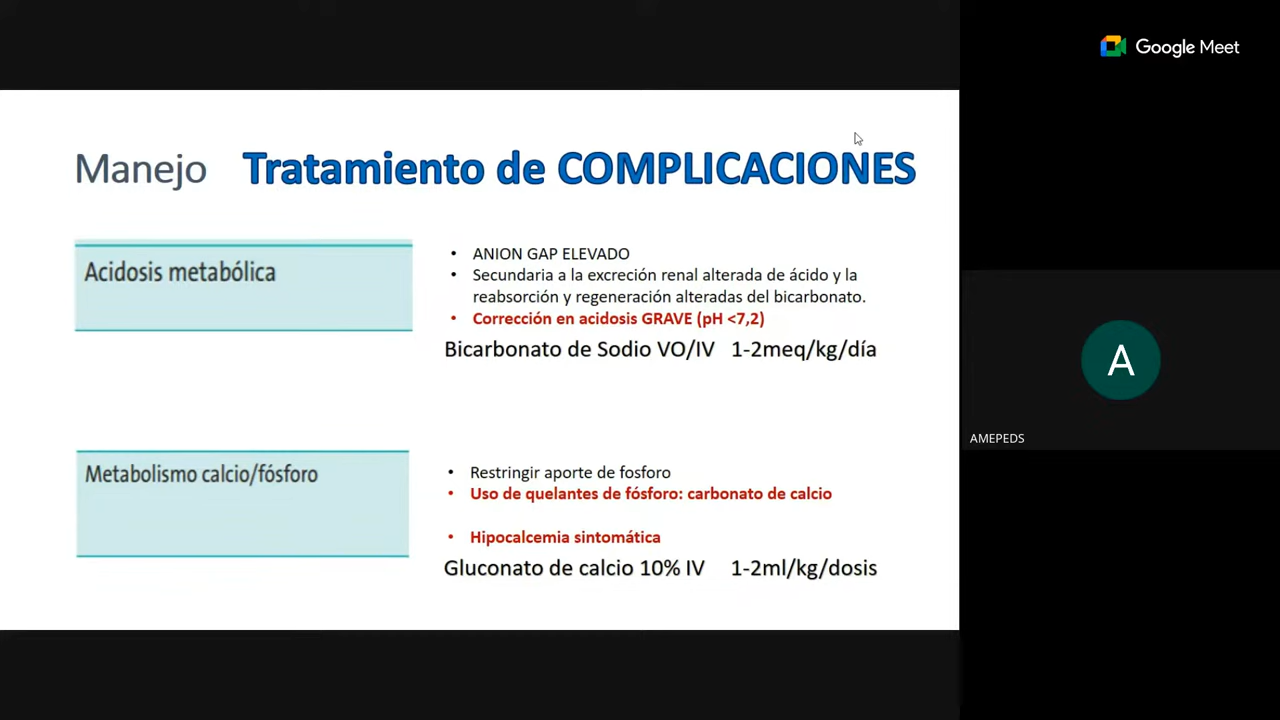 Google Meet
Manejo Tratamiento de COMPLICACIONES
Acidosis metabólica
• ANION GAP ELEVADO
• Secundaria a la excreción renal alterada de ácido y la
reabsorción y regeneración alteradas del bicarbonato.
• Corrección en acidosis GRAVE (pH <7,2)
Bicarbonato de Sodio VO/IV 1-2meq/kg/día
A
AMEPEDS
Metabolismo calcio/fósforo
• Restringir aporte de fosforo
• Uso de quelantes de fósforo: carbonato de calcio
• Hipocalcemia sintomática
Gluconato de calcio 10% IV 1-2ml/kg/dosis